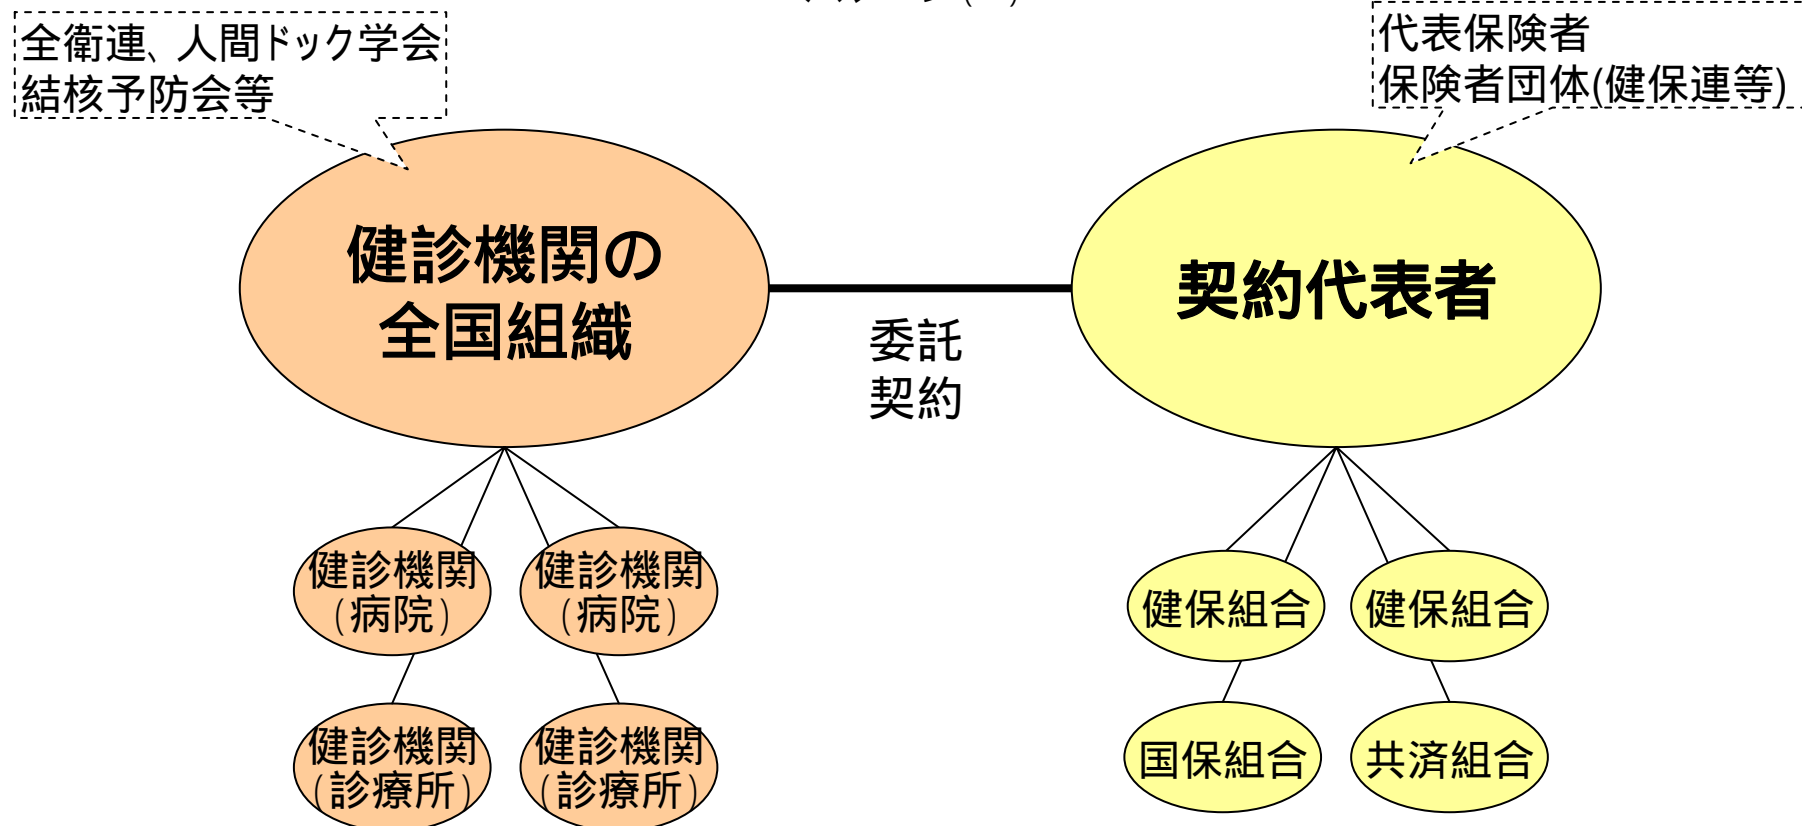 全衛連、人間ドック学会
結核予防会等
代表保険者
保険者団体(健保連等)
健診機関の
全国組織
契約代表者
委託
契約
健診機関
(病院)
健診機関
(病院)
健保組合
健保組合
健診機関
(診療所)
健診機関
(診療所)
国保組合
共済組合